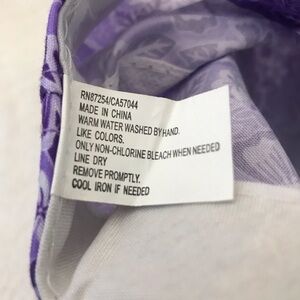 RN87254/CA57044
MADE IN CHINA
WARM WATER WASHED BY HAND.
LIKE COLORS.
ONLY NON-CHLORINE BLEACH WHEN NEEDED
LINE DRY
REMOVE PROMPTLY.
COOL IRON IF NEEDED